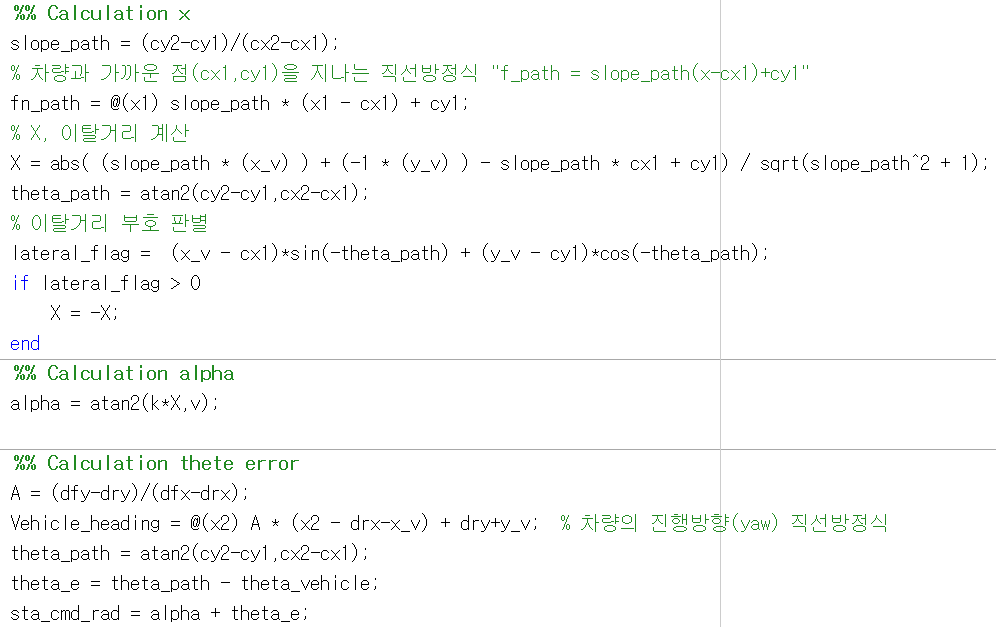 %% Calculation x
slope_path = (cy2-cy1)/(cx2-cx1);
% 차량과 가까운 점(cx1,cy1)을 지나는 직선방정식 "f_path = slope_path(x-cx1)+cy1"
fn_path = @(x1) slope_path * (x1 - cx1) + cy1;
% X, 이탈거리 계산
X = abs( (slope_path * (x_v) ) + (-1 * (y_v) ) - slope_path * cx1 + cy1) / sqrt(slope_path^2 + 1);
theta_path = atan2(cy2-cy1,cx2-cx1);
% 이탈거리 부호 판별
lateral_flag =  (x_v - cx1)*sin(-theta_path) + (y_v - cy1)*cos(-theta_path);
if lateral_flag > 0
    X = -X;
end
%% Calculation alpha
alpha = atan2(k*X,v);
%% Calculation thete error
A = (dfy-dry)/(dfx-drx);
Vehicle_heading = @(x2) A * (x2 - drx-x_v) + dry+y_v;  % 차량의 진행방향(yaw) 직선방정식
theta_path = atan2(cy2-cy1,cx2-cx1);
theta_e = theta_path - theta_vehicle;
sta_cmd_rad = alpha + theta_e;